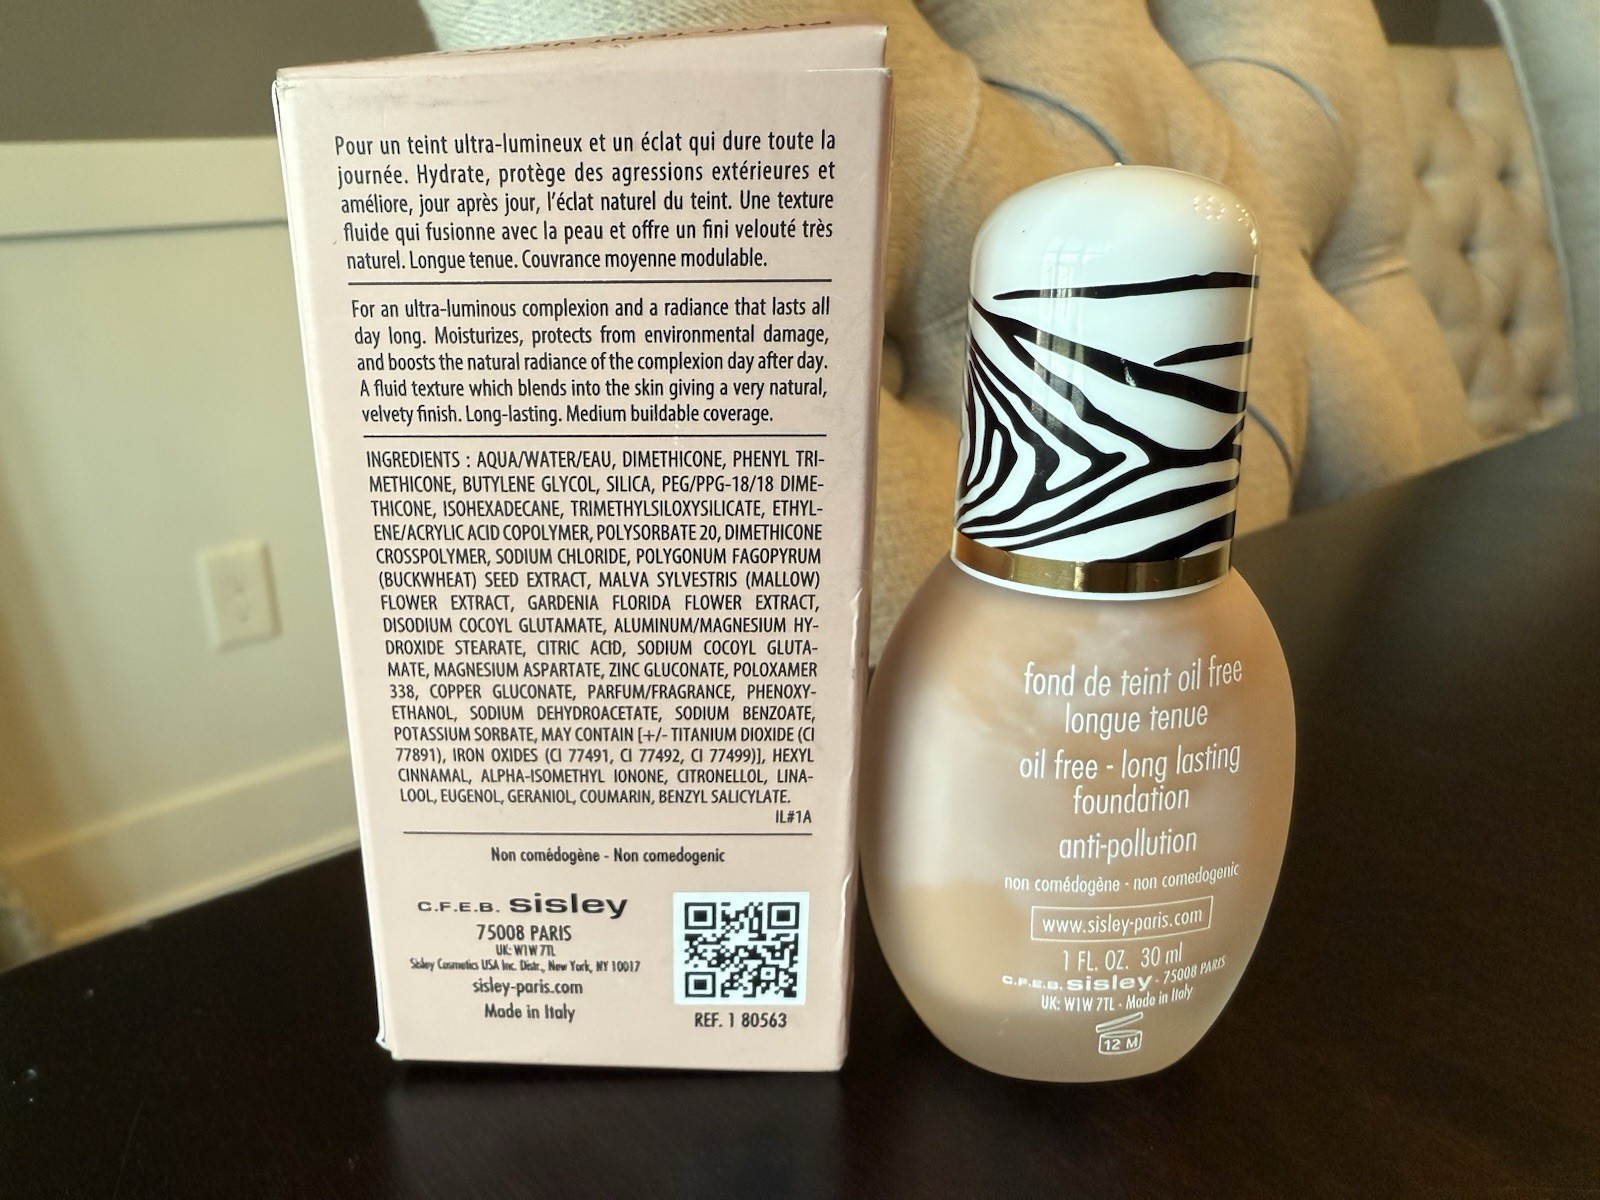 PHYTO-TEINT ULTRA
Pour un teint ultra-lumineux et un éclat qui dure toute la
journée. Hydrate, protège des agressions extérieures et
améliore, jour après jour, l'éclat naturel du teint. Une texture
fluide qui fusionne avec la peau et offre un fini velouté très
naturel. Longue tenue. Couvrance moyenne modulable.
For an ultra-luminous complexion and a radiance that lasts all
day long. Moisturizes, protects from environmental damage,
and boosts the natural radiance of the complexion day after day.
A fluid texture which blends into the skin giving a very natural,
velvety finish. Long-lasting. Medium buildable coverage.
INGREDIENTS : AQUA/WATER/EAU, DIMETHICONE, PHENYL TRI-
METHICONE, BUTYLENE GLYCOL, SILICA, PEG/PPG-18/18 DIME-
THICONE, ISOHEXADECANE, TRIMETHYLSILOXYSILICATE, ETHYL-
ENE/ACRYLIC ACID COPOLYMER, POLYSORBATE 20, DIMETHICONE
CROSSPOLYMER, SODIUM CHLORIDE, POLYGONUM FAGOPYRUM
(BUCKWHEAT) SEED EXTRACT, MALVA SYLVESTRIS (MALLOW)
FLOWER EXTRACT, GARDENIA FLORIDA FLOWER EXTRACT,
DISODIUM COCOYL GLUTAMATE, ALUMINUM/MAGNESIUM HY-
DROXIDE STEARATE, CITRIC ACID, SODIUM COCOYL GLUTA-
MATE, MAGNESIUM ASPARTATE, ZINC GLUCONATE, POLOXAMER
338, COPPER GLUCONATE, PARFUM/FRAGRANCE, PHENOXY-
ETHANOL, SODIUM DEHYDROACETATE, SODIUM BENZOATE,
POTASSIUM SORBATE, MAY CONTAIN [+/- TITANIUM DIOXIDE (CI
77891), IRON OXIDES (CI 77491, CI 77492, CI 77499)], HEXYL
CINNAMAL, ALPHA-ISOMETHYL IONONE, CITRONELLOL, LINA-
LOOL, EUGENOL, GERANIOL, COUMARIN, BENZYL SALICYLATE.
IL#1A
Non comédogène - Non comedogenic
C.F.E.B. sisley
75008 PARIS
UK: W1W 7TL
Sisley Cosmetics USA Inc. Distr., New York, NY 10017
sisley-paris.com
Made in Italy
REF. 1 80563
fond de teint oil free
longue tenue
oil free - long lasting
foundation
anti-pollution
non comédogène - non comedogenic
www.sisley-paris.com
1 FL. OZ. 30 ml
C.F.E.B. sisley - 75008 PARIS
UK: W1W 7TL - Made in Italy
12 M